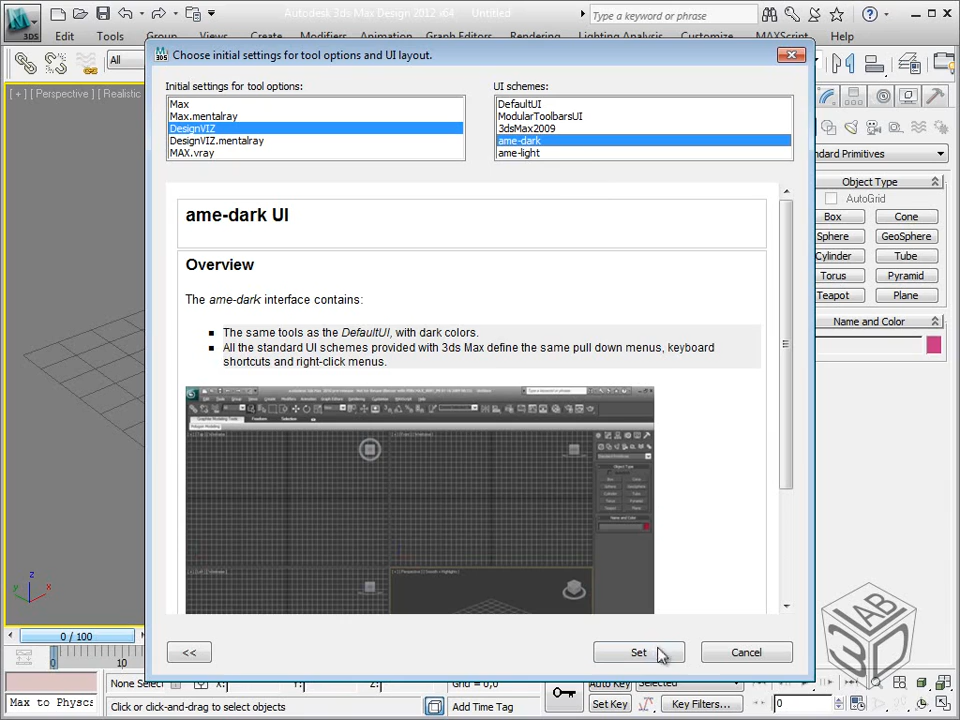 3DS
Autodesk 3ds Max Design 2012 x64 Untitled
Type a keyword or phrase
Edit Tools Group Views Create Modifiers Animation Graph Editors Rendering Lighting Analysis Customize MAXScript Help
All
[ + ] [ Perspective ] [ Realistic
Choose initial settings for tool options and UI layout.
Initial settings for tool options:
Max
Max.mentalray
DesignVIZ
DesignVIZ.mentalray
MAX.vray
UI schemes:
DefaultUI
ModularToolbarsUI
3dsMax2009
ame-dark
ame-light
ame-dark UI
Overview
The ame-dark interface contains:
The same tools as the DefaultUI, with dark colors.
All the standard UI schemes provided with 3ds Max define the same pull down menus, keyboard
shortcuts and right-click menus.
<< Set Cancel
ndard Primitives
Object Type
AutoGrid
Box Cone
Sphere GeoSphere
Cylinder Tube
Torus Pyramid
Teapot Plane
Name and Color
z
y x
0 / 100
0 10
None Selec X: Y: Z: Grid = 0,0 Auto Key Selected
Max to Physcs Click or click-and-drag to select objects Add Time Tag Set Key Key Filters... 0
3D LAB